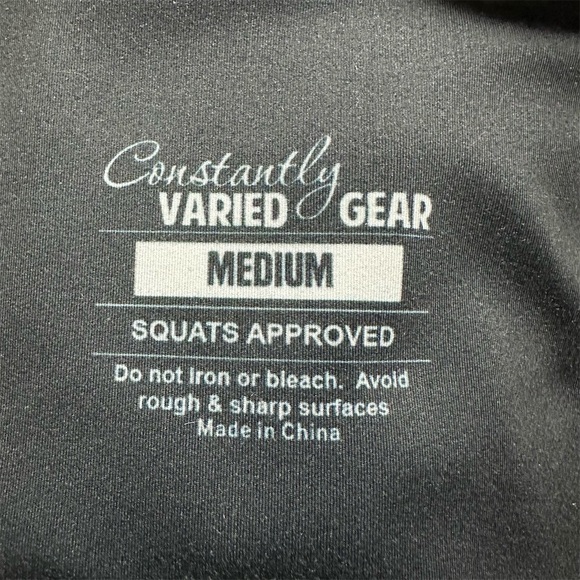 Constantly
VARIED GEAR
MEDIUM
SQUATS APPROVED
Do not Iron or bleach. Avoid
rough & sharp surfaces
Made in China